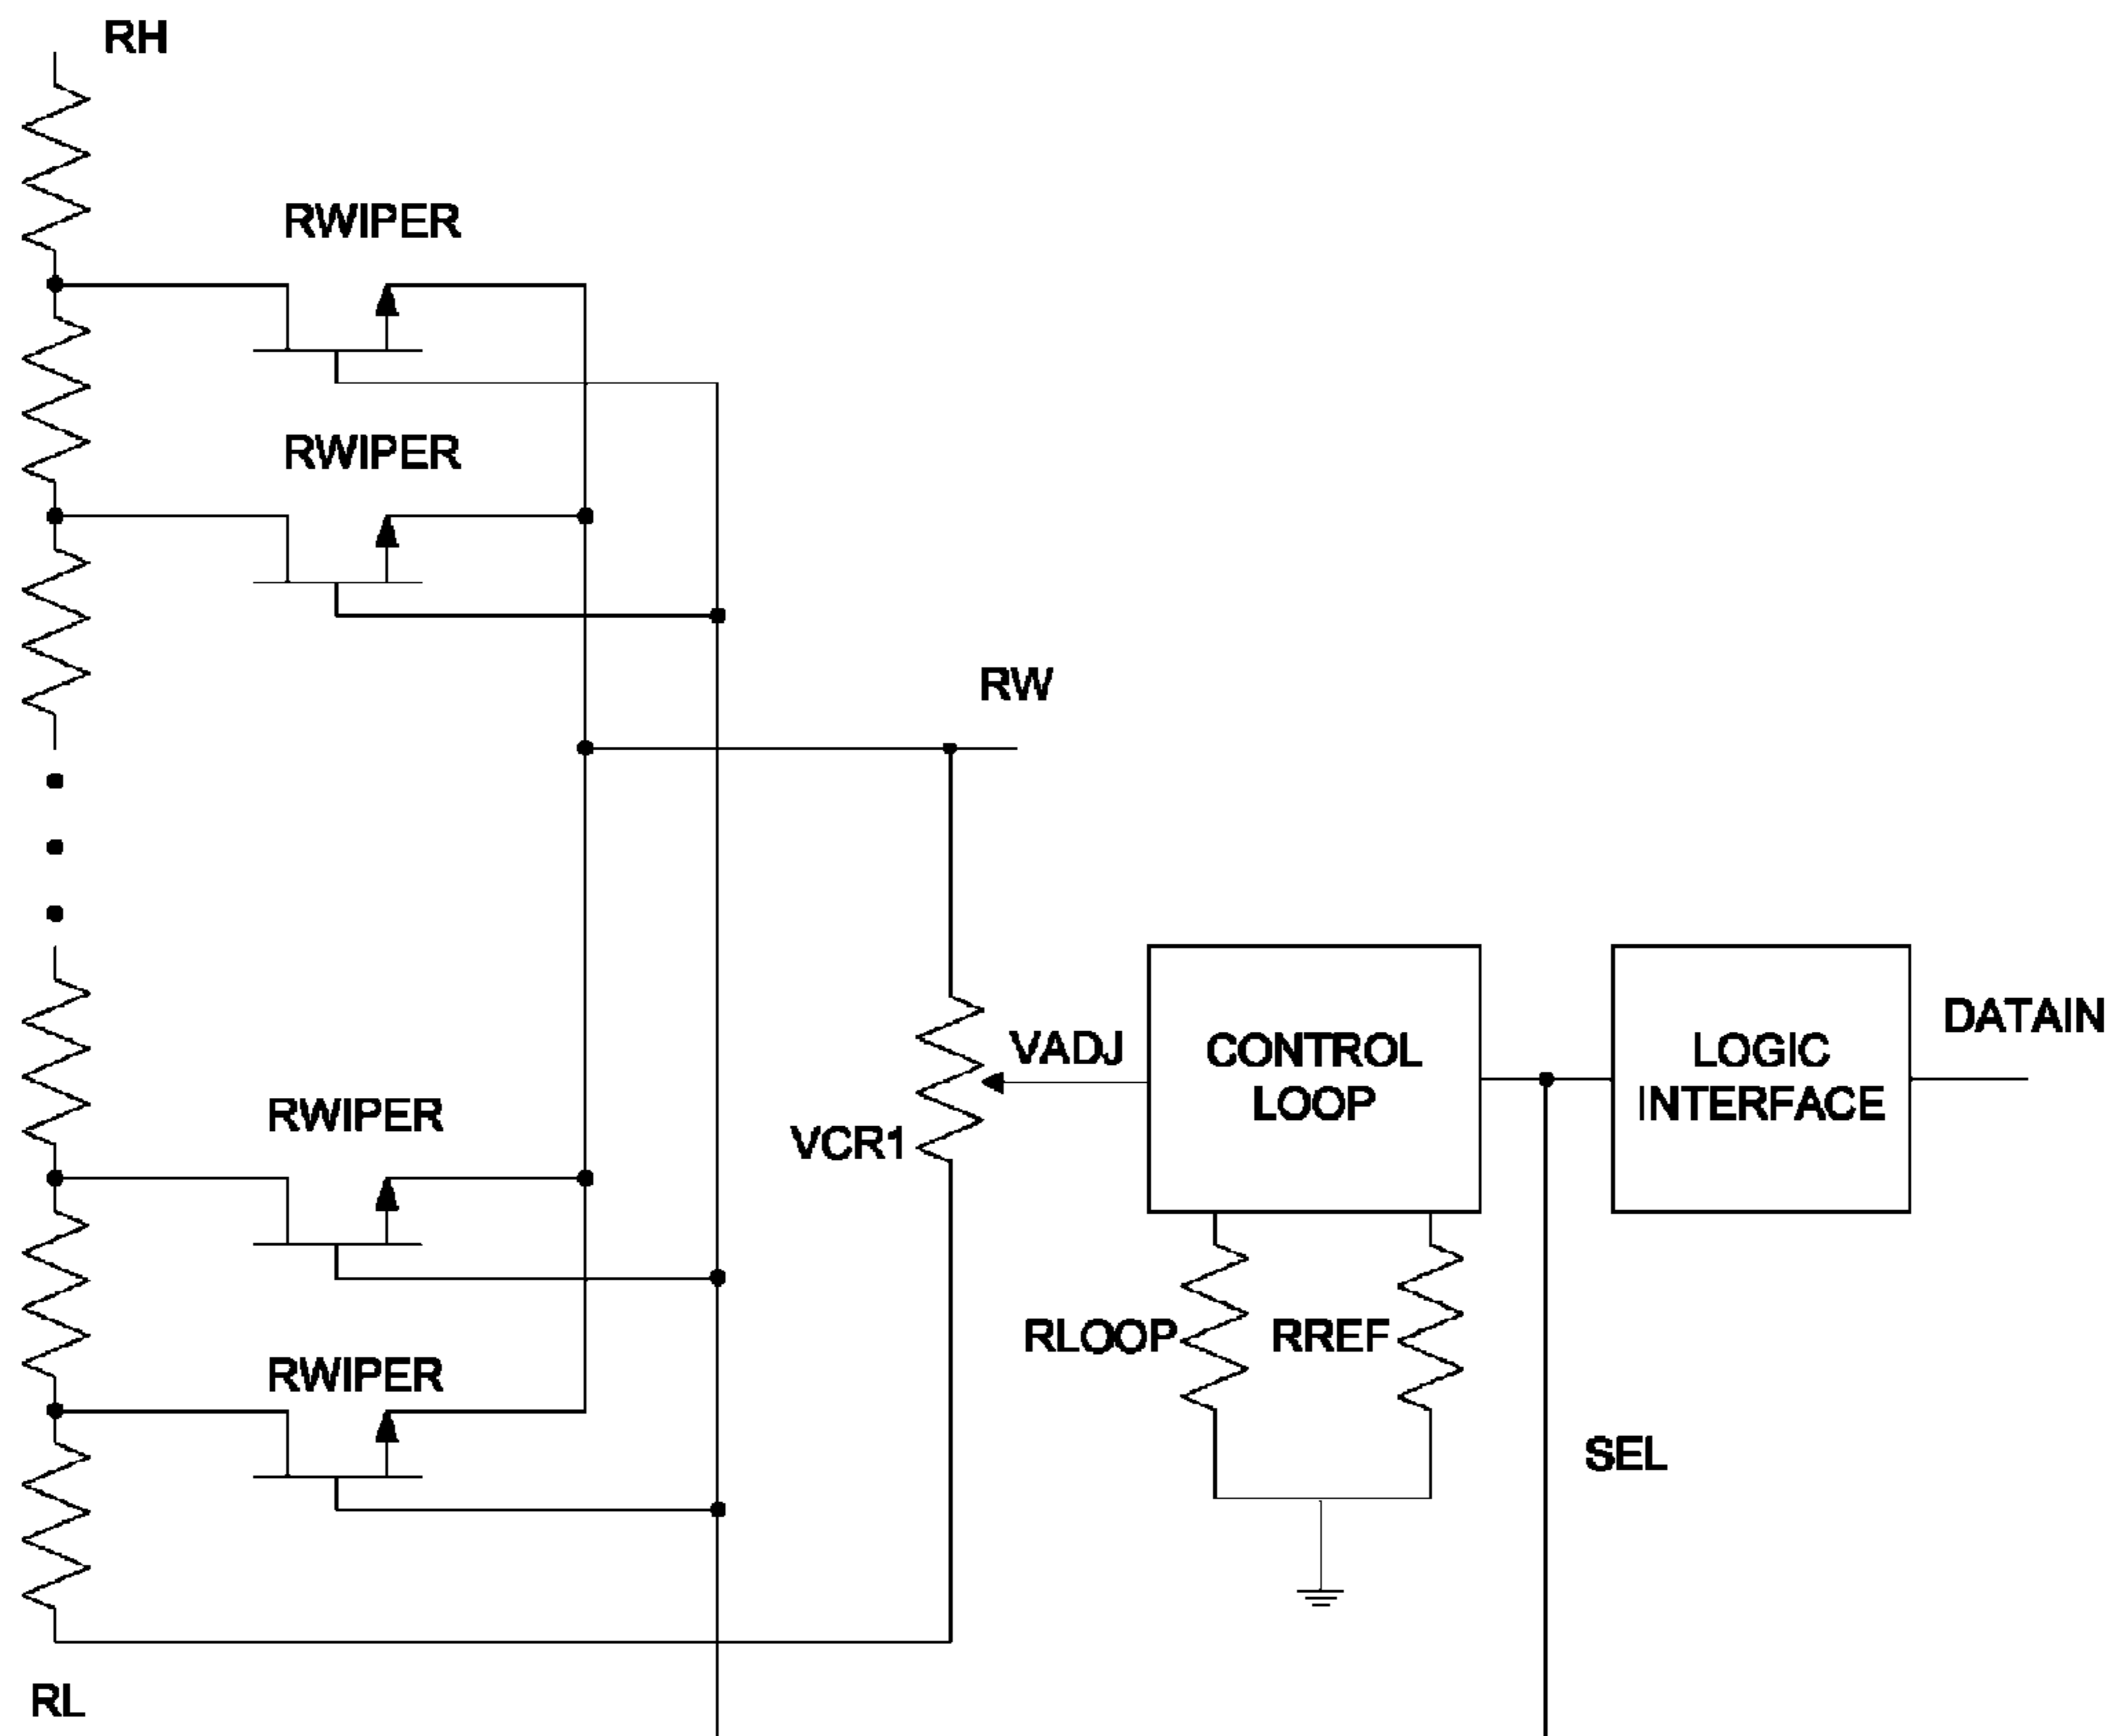 RH
RWIPER
RWIPER
RW
VADJ
CONTROL
LOOP
LOGIC
INTERFACE
DATAIN
RWIPER
VCR1
RLOOP
RREF
RWIPER
SEL
RL